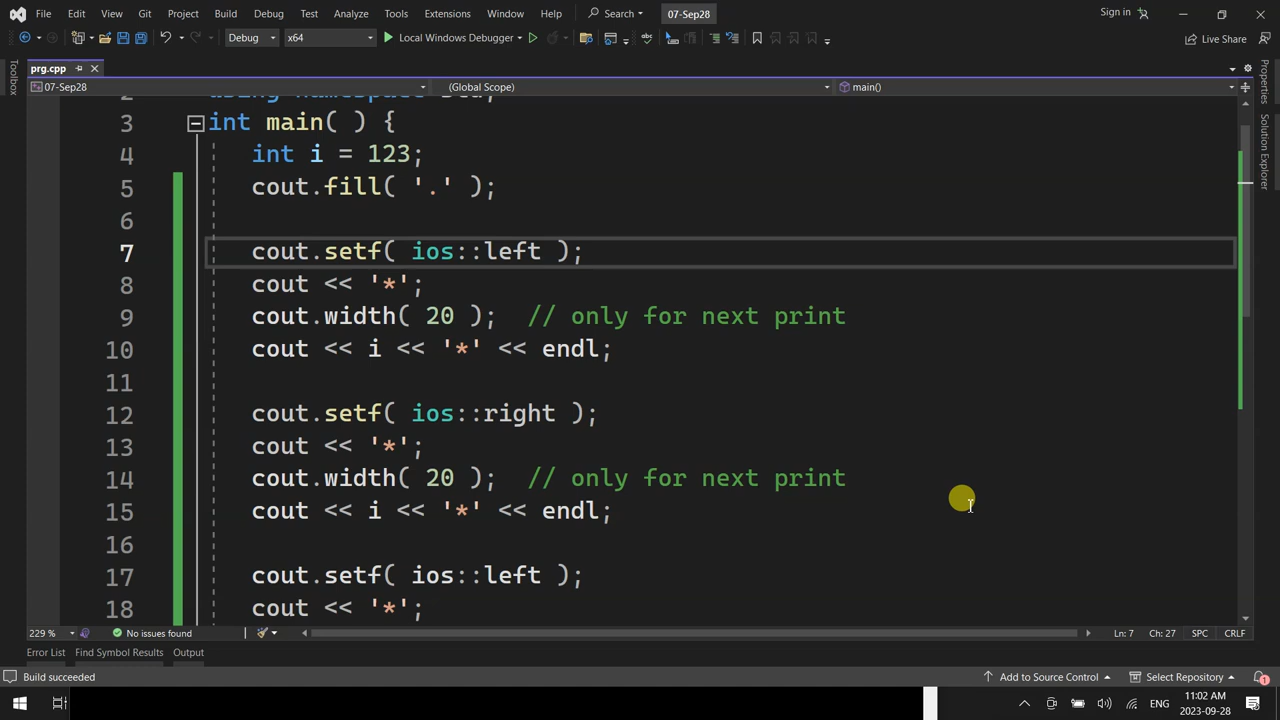 File Edit View Git Project Build Debug Test Analyze Tools Extensions Window Help Search 07-Sep28 Sign in
Debug x64 Local Windows Debugger Live Share
Toolbox
prg.cpp
07-Sep28 (Global Scope) main()
Properties
Solution Explorer
3 int main( ) {
4 int i = 123;
5 cout.fill( '.' );
6
7 cout.setf( ios::left );
8 cout << '*';
9 cout.width( 20 ); // only for next print
10 cout << i << '*' << endl;
11
12 cout.setf( ios::right );
13 cout << '*';
14 cout.width( 20 ); // only for next print
15 cout << i << '*' << endl;
16
17 cout.setf( ios::left );
18 cout << '*';
229 % No issues found Ln: 7 Ch: 27 SPC CRLF
Error List Find Symbol Results Output
Build succeeded Add to Source Control Select Repository 1
ENG 11:02 AM
2023-09-28